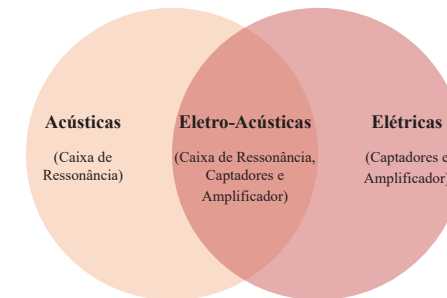 Acústicas
(Caixa de
Ressonância)
Eletro-Acústicas
(Caixa de Ressonância,
Captadores e
Amplificador)
Elétricas
(Captadores e
Amplificador)